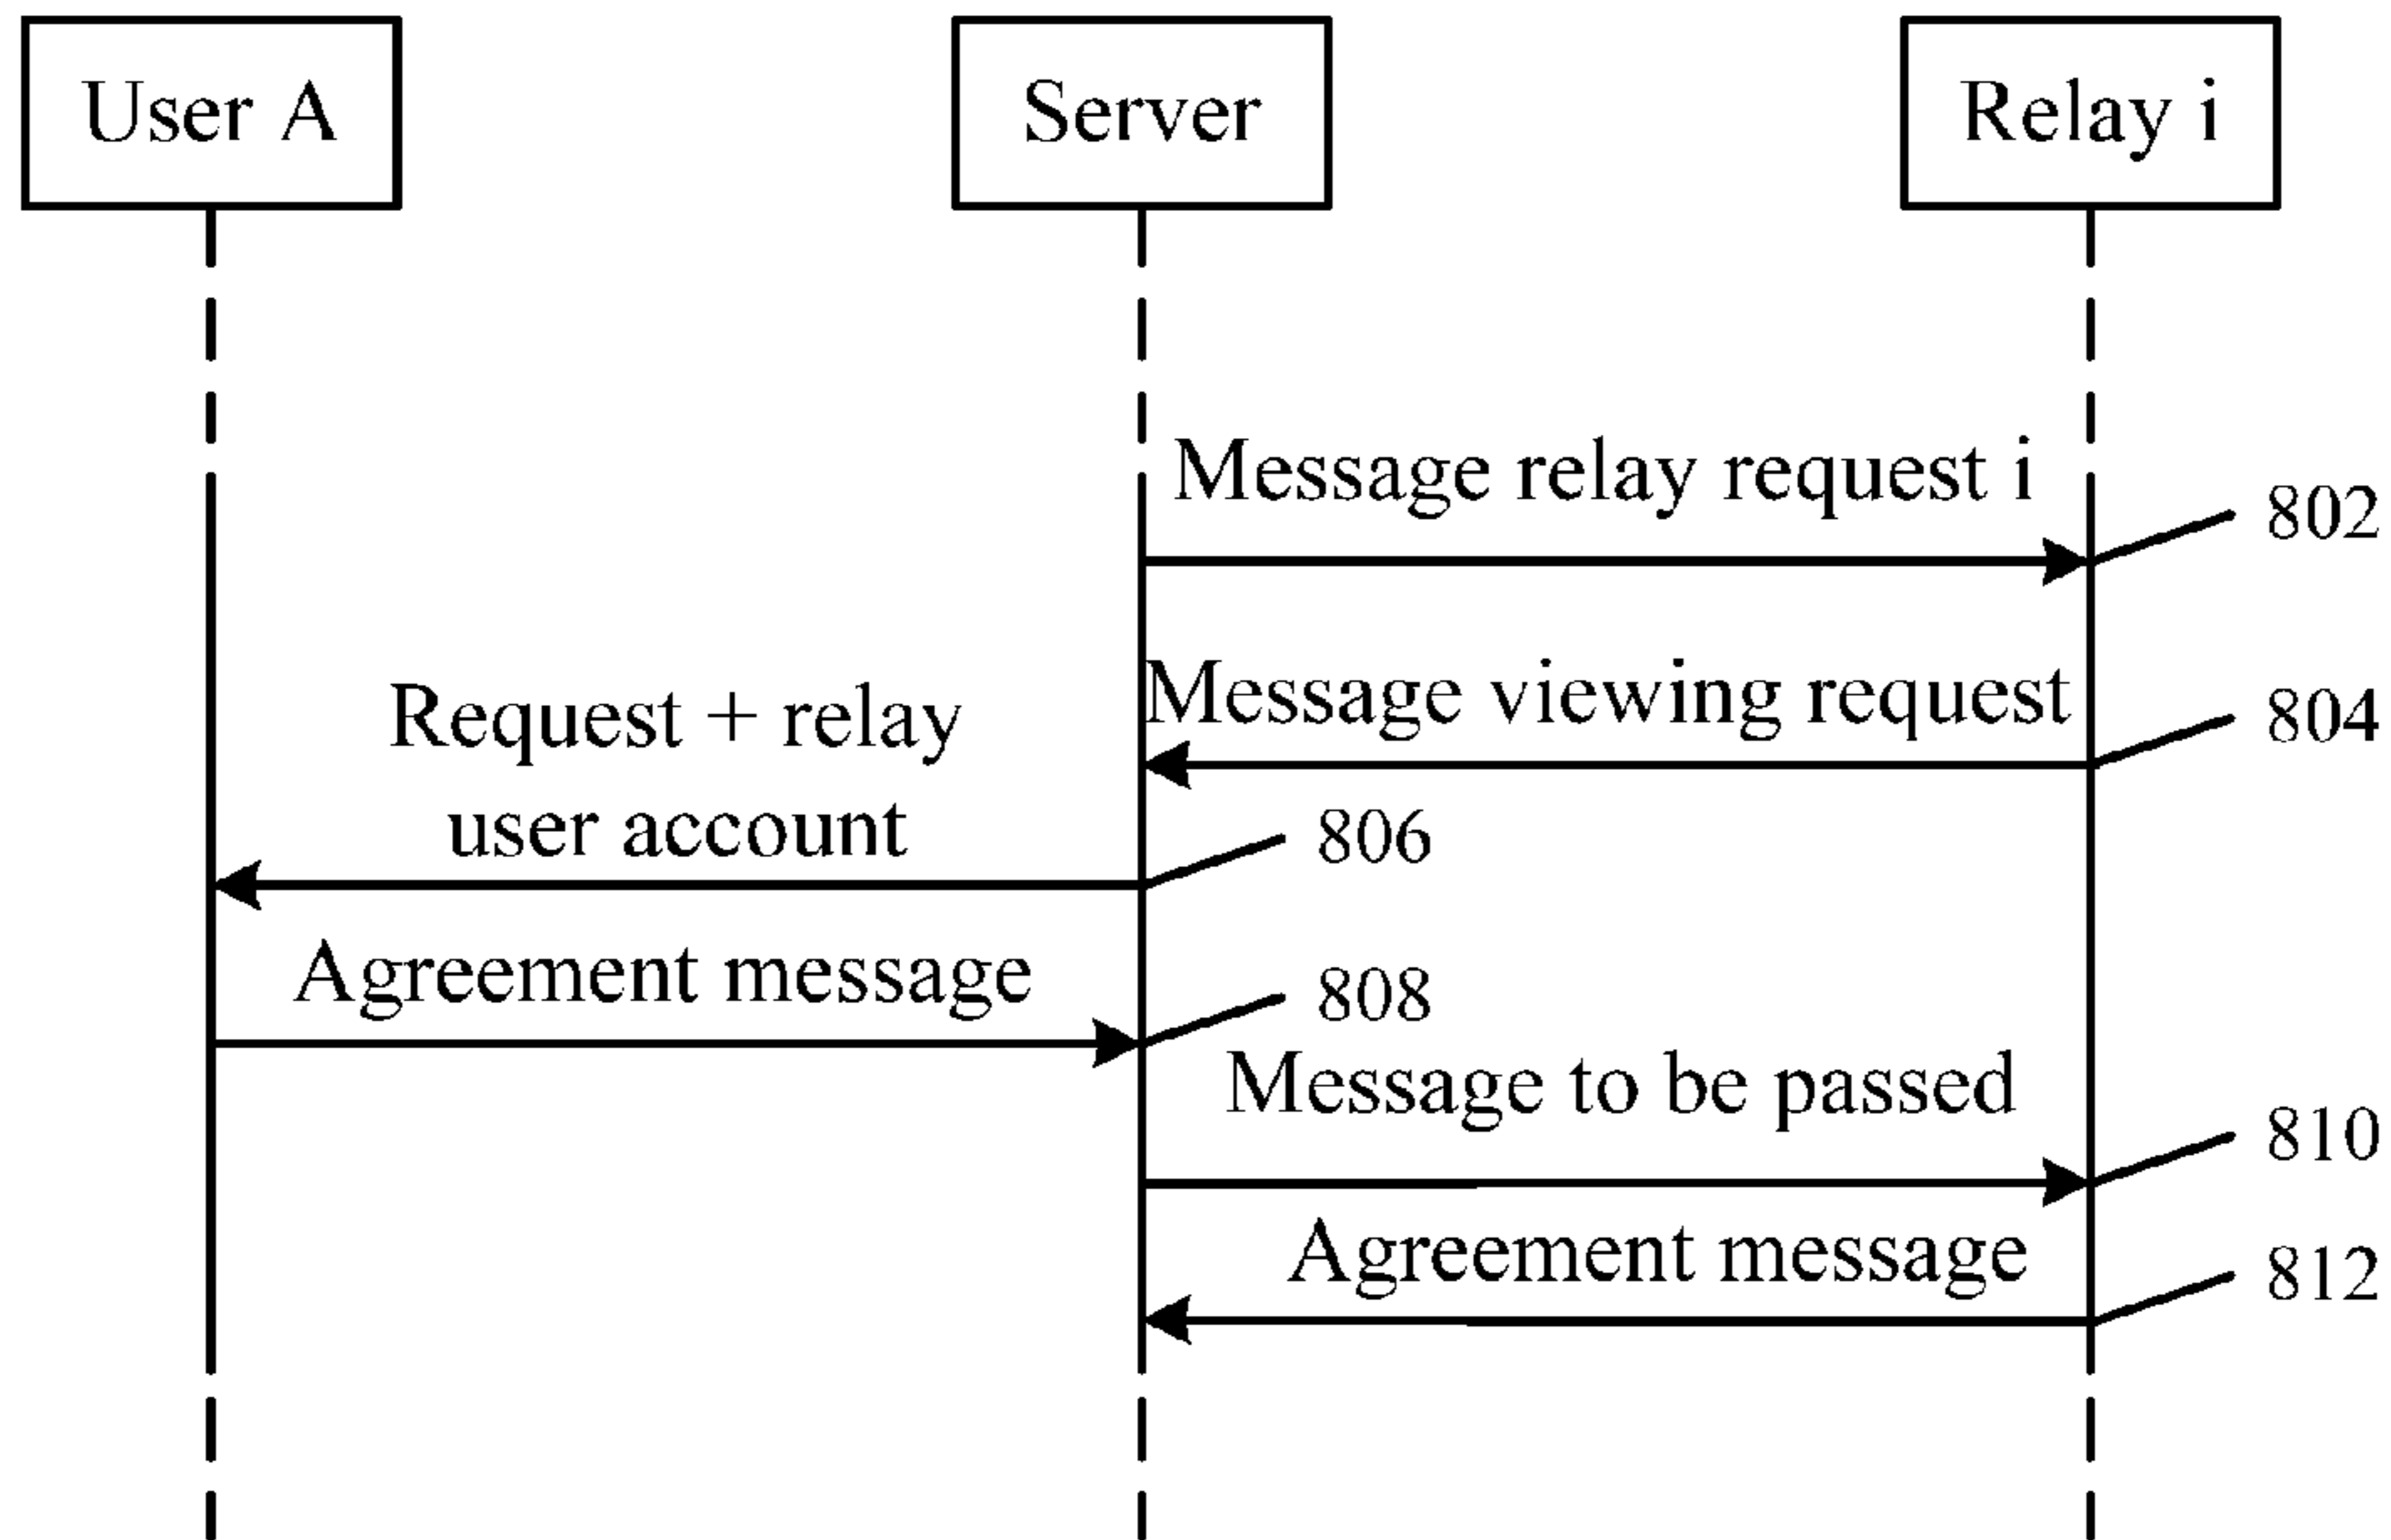 User A
Server
Relay i
Message relay request i
802
Message viewing request
804
Request + relay
user account
806
Agreement message
808
Message to be passed
810
Agreement message
812